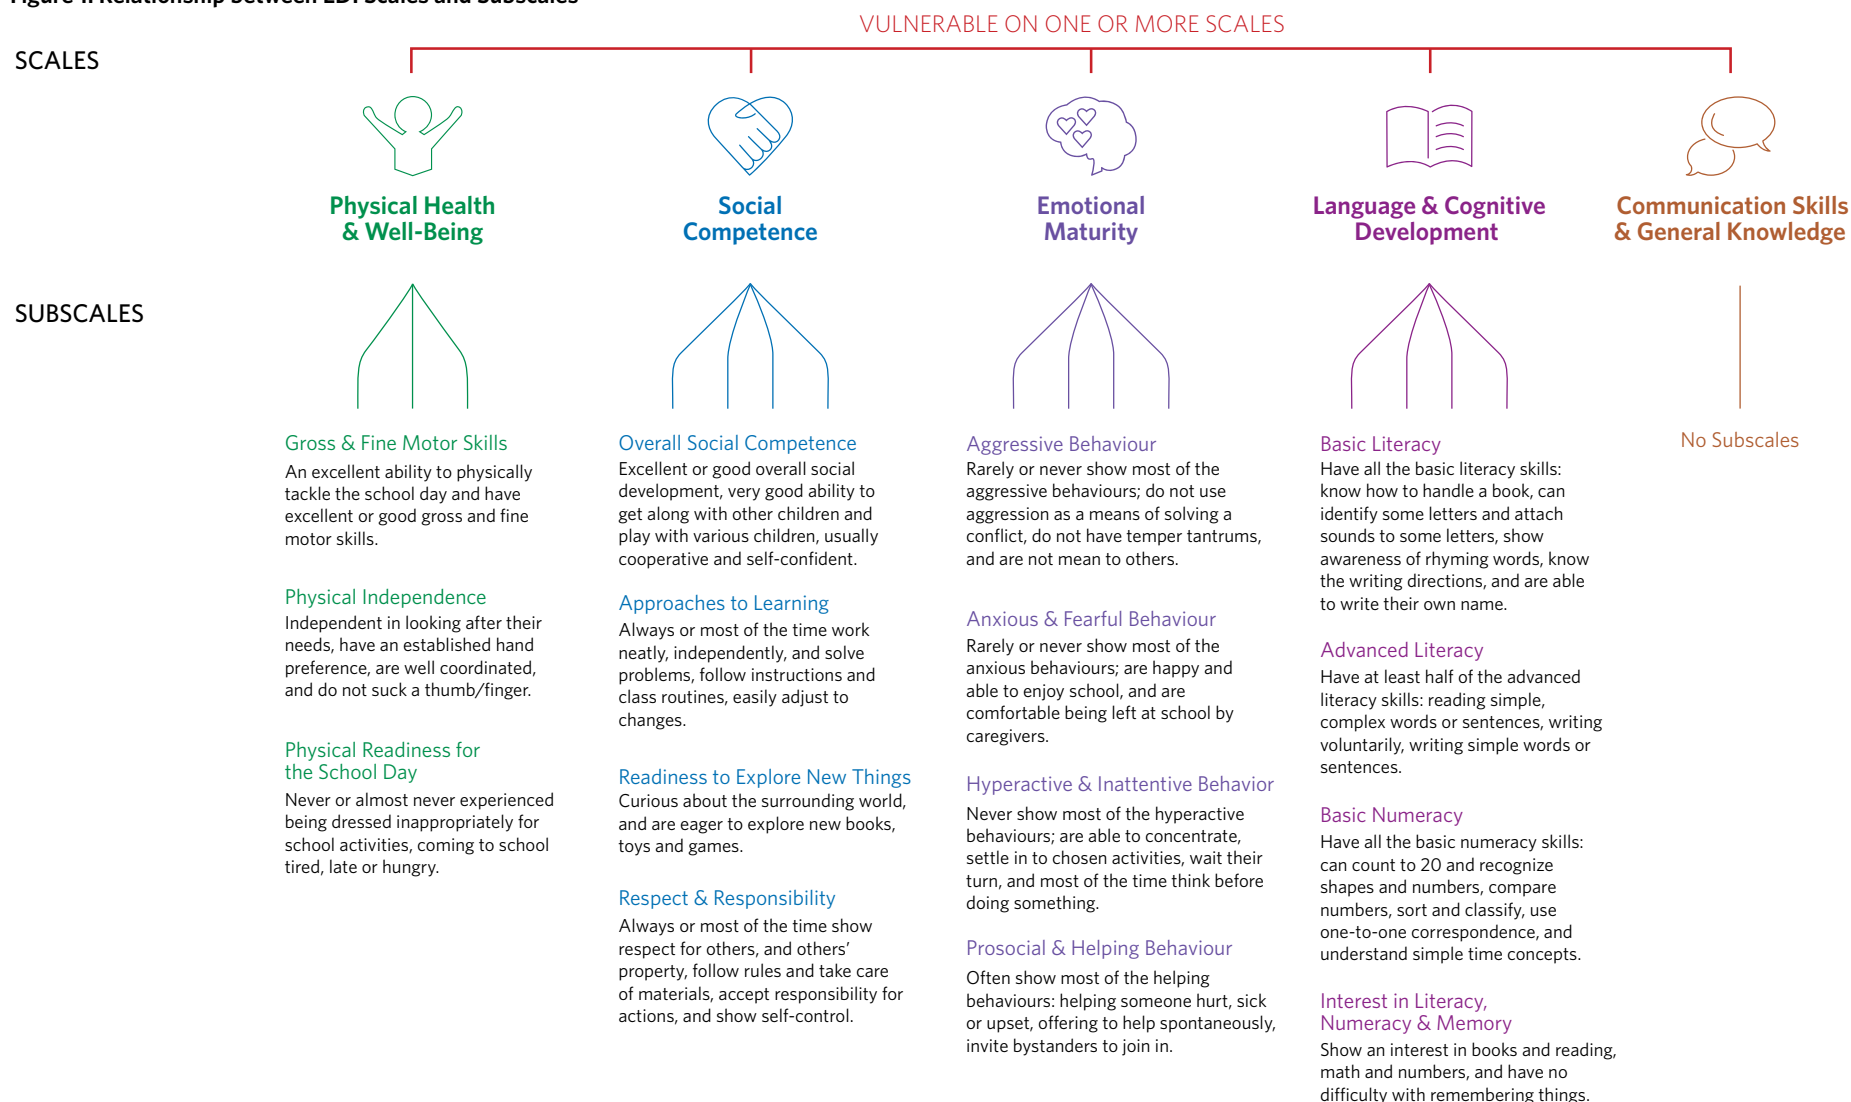 Figure 1. Relationship between EDI Scales and Subscales
VULNERABLE ON ONE OR MORE SCALES
SCALES
Physical Health
& Well-Being
Social
Competence
Emotional
Maturity
Language & Cognitive
Development
Communication Skills
& General Knowledge
SUBSCALES
Gross & Fine Motor Skills
An excellent ability to physically
tackle the school day and have
excellent or good gross and fine
motor skills.
Physical Independence
Independent in looking after their
needs, have an established hand
preference, are well coordinated,
and do not suck a thumb/finger.
Physical Readiness for
the School Day
Never or almost never experienced
being dressed inappropriately for
school activities, coming to school
tired, late or hungry.
Overall Social Competence
Excellent or good overall social
development, very good ability to
get along with other children and
play with various children, usually
cooperative and self-confident.
Approaches to Learning
Always or most of the time work
neatly, independently, and solve
problems, follow instructions and
class routines, easily adjust to
changes.
Readiness to Explore New Things
Curious about the surrounding world,
and are eager to explore new books,
toys and games.
Respect & Responsibility
Always or most of the time show
respect for others, and others’
property, follow rules and take care
of materials, accept responsibility for
actions, and show self-control.
Aggressive Behaviour
Rarely or never show most of the
aggressive behaviours; do not use
aggression as a means of solving a
conflict, do not have temper tantrums,
and are not mean to others.
Anxious & Fearful Behaviour
Rarely or never show most of the
anxious behaviours; are happy and
able to enjoy school, and are
comfortable being left at school by
caregivers.
Hyperactive & Inattentive Behavior
Never show most of the hyperactive
behaviours; are able to concentrate,
settle in to chosen activities, wait their
turn, and most of the time think before
doing something.
Prosocial & Helping Behaviour
Often show most of the helping
behaviours: helping someone hurt, sick
or upset, offering to help spontaneously,
invite bystanders to join in.
Basic Literacy
Have all the basic literacy skills:
know how to handle a book, can
identify some letters and attach
sounds to some letters, show
awareness of rhyming words, know
the writing directions, and are able
to write their own name.
Advanced Literacy
Have at least half of the advanced
literacy skills: reading simple,
complex words or sentences, writing
voluntarily, writing simple words or
sentences.
Basic Numeracy
Have all the basic numeracy skills:
can count to 20 and recognize
shapes and numbers, compare
numbers, sort and classify, use
one-to-one correspondence, and
understand simple time concepts.
Interest in Literacy,
Numeracy & Memory
Show an interest in books and reading,
math and numbers, and have no
difficulty with remembering things.
No Subscales